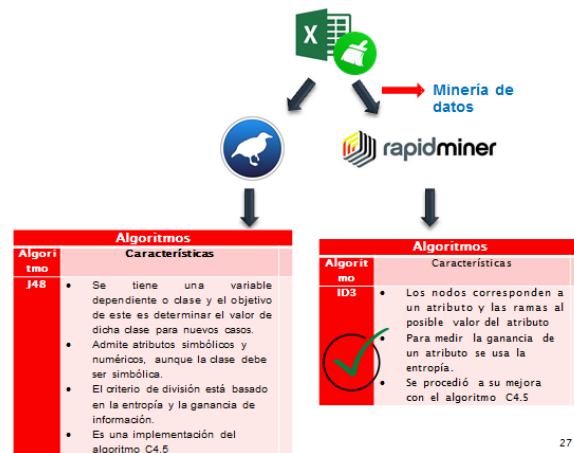 X
Minería de
datos
rapidminer
Algoritmos
Algori
tmo
Características
J48
• Se tiene una variable
dependiente o clase y el objetivo
de este es determinar el valor de
dicha clase para nuevos casos.
• Admite atributos simbólicos y
numéricos, aunque la clase debe
ser simbólica.
• El criterio de división está basado
en la entropía y la ganancia de
información.
• Es una implementación del
algoritmo C4.5
Algoritmos
Algorit
mo
Características
ID3
• Los nodos corresponden a
un atributo y las ramas al
posible valor del atributo
• Para medir la ganancia de
un atributo se usa la
entropía.
• Se procedió a su mejora
con el algoritmo C4.5
27